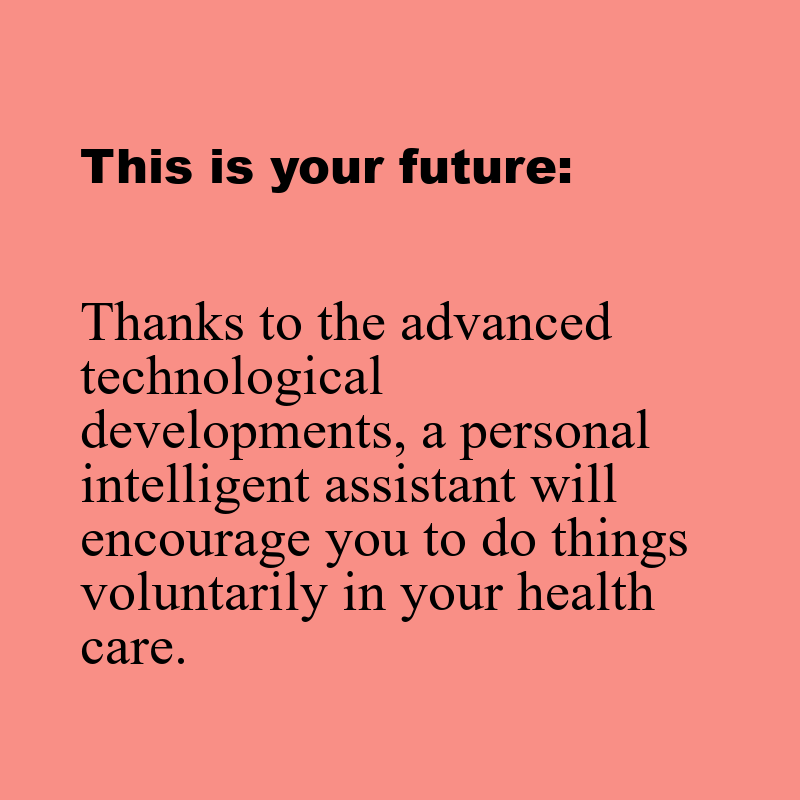 This is your future:
Thanks to the advanced
technological
developments, a personal
intelligent assistant will
encourage you to do things
voluntarily in your health
care.